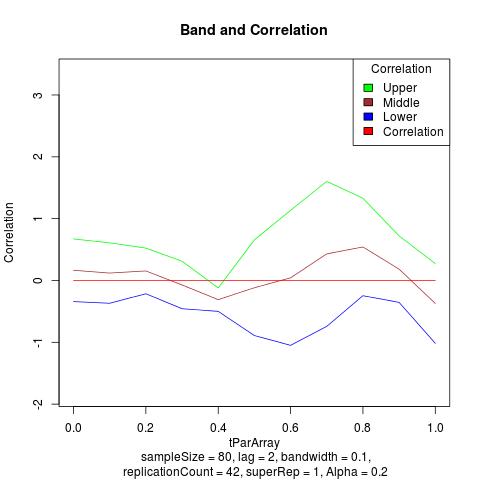 Band and Correlation
Correlation
Upper
Middle
Lower
Correlation
Correlation
3
2
1
0
-1
-2
0.0 0.2 0.4 0.6 0.8 1.0
tParArray
sampleSize = 80, lag = 2, bandwidth = 0.1,
replicationCount = 42, superRep = 1, Alpha = 0.2